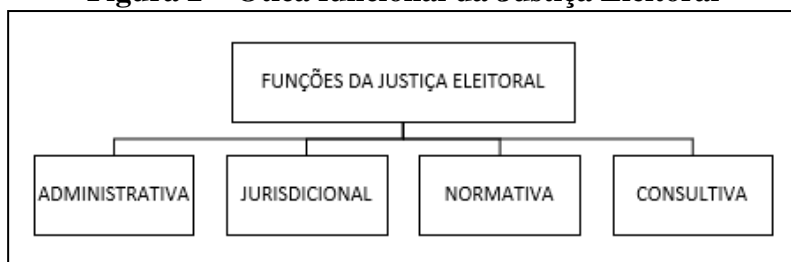 FUNÇÕES DA JUSTIÇA ELEITORAL
ADMINISTRATIVA
JURISDICIONAL
NORMATIVA
CONSULTIVA